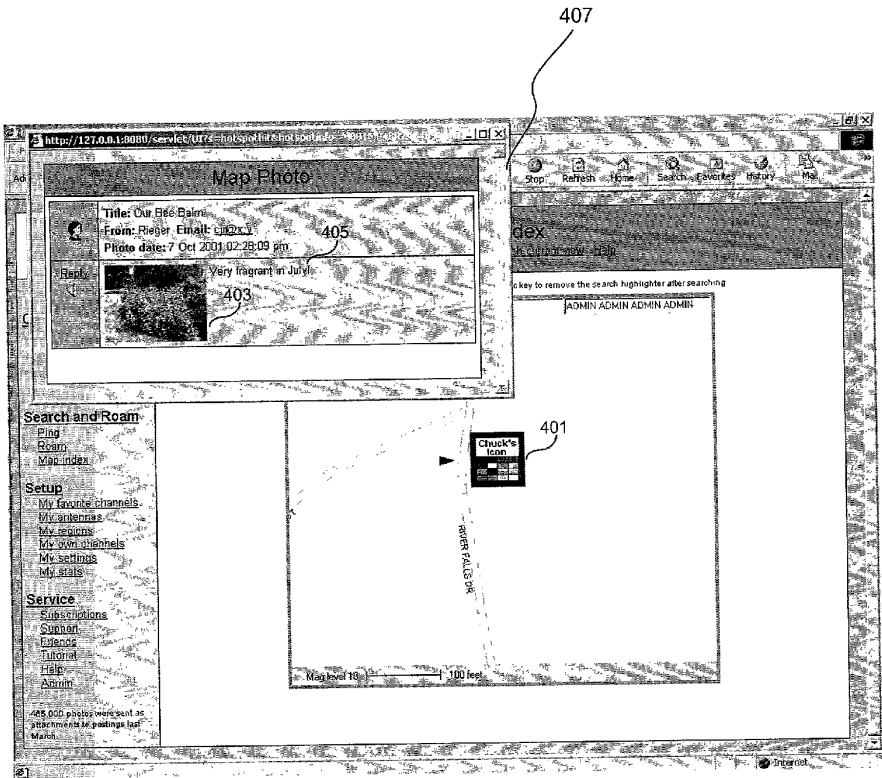 407
Map Photo
Title: Our Bee Balm
From: Rieger Email: cjr@x.y
Photo date: 7 Oct 2001 02:28:09 pm
405
Reply
Very fragrant in July!
403
Stop Refresh Home Search Favorites History
key to remove the search highlighter after searching
ADMIN ADMIN ADMIN ADMIN
Search and Roam
Ping
Roam
Map index
Setup
My favorite channels
My antennas
My regions
My own channels
My settings
My stats
Service
Subscriptions
Support
Friends
Tutorial
Help
Admin
photos were sent as
attachments to postings last
March.
Chuck's
Icon
401
RIVER FALLS DR
Mag level 18
100 feet
Internet